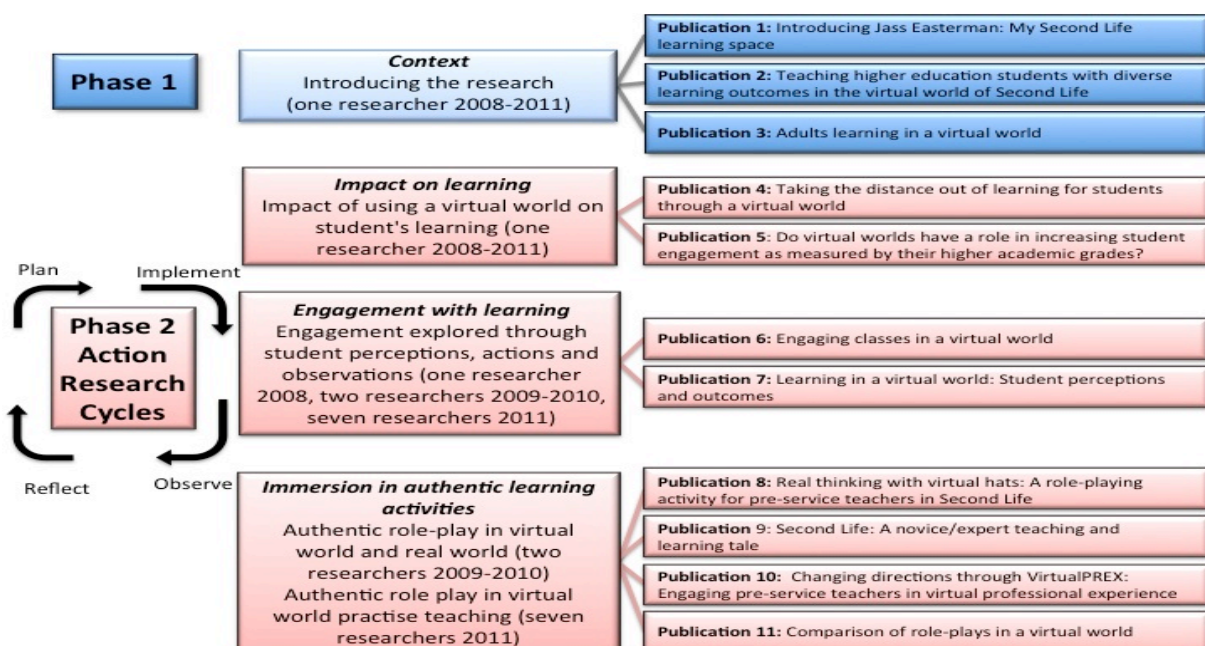 Phase 1
Context
Introducing the research
(one researcher 2008-2011)
Publication 1: Introducing Jass Easterman: My Second Life
learning space
Publication 2: Teaching higher education students with diverse
learning outcomes in the virtual world of Second Life
Publication 3: Adults learning in a virtual world
Impact on learning
Impact of using a virtual world on
student's learning (one
researcher 2008-2011)
Publication 4: Taking the distance out of learning for students
through a virtual world
Publication 5: Do virtual worlds have a role in increasing student
engagement as measured by their higher academic grades?
Plan
Implement
Phase 2
Action
Research
Cycles
Reflect
Observe
Engagement with learning
Engagement explored through
student perceptions, actions and
observations (one researcher
2008, two researchers 2009-2010,
seven researchers 2011)
Publication 6: Engaging classes in a virtual world
Publication 7: Learning in a virtual world: Student perceptions
and outcomes
Immersion in authentic learning
activities
Authentic role-play in virtual
world and real world (two
researchers 2009-2010)
Authentic role play in virtual
world practise teaching (seven
researchers 2011)
Publication 8: Real thinking with virtual hats: A role-playing
activity for pre-service teachers in Second Life
Publication 9: Second Life: A novice/expert teaching and
learning tale
Publication 10: Changing directions through VirtualPREX:
Engaging pre-service teachers in virtual professional experience
Publication 11: Comparison of role-plays in a virtual world